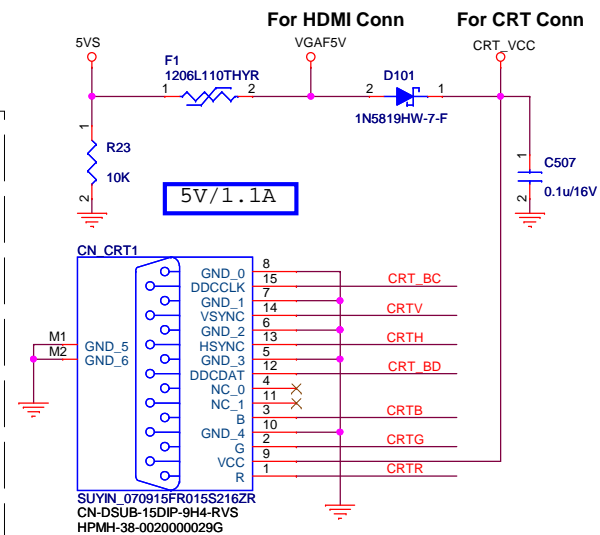 For HDMI Conn
For CRT Conn
5VS
VGAF5V
CRT_VCC
F1
1206L110THYR
1
2
D101
2
1
1N5819HW-7-F
1
R23
10K
2
5V/1.1A
1
C507
0.1u/16V
2
CN_CRT1
GND_0
8
DDCCLK
15
CRT_BC
GND_1
7
VSYNC
14
CRTV
GND_2
6
M1
GND_5
HSYNC
13
CRTH
M2
GND_6
GND_3
5
DDCDAT
12
CRT_BD
NC_0
4
NC_1
11
B
3
CRTB
GND_4
10
G
2
CRTG
VCC
9
R
1
CRTR
SUYIN_070915FR015S216ZR
CN-DSUB-15DIP-9H4-RVS
HPMH-38-0020000029G